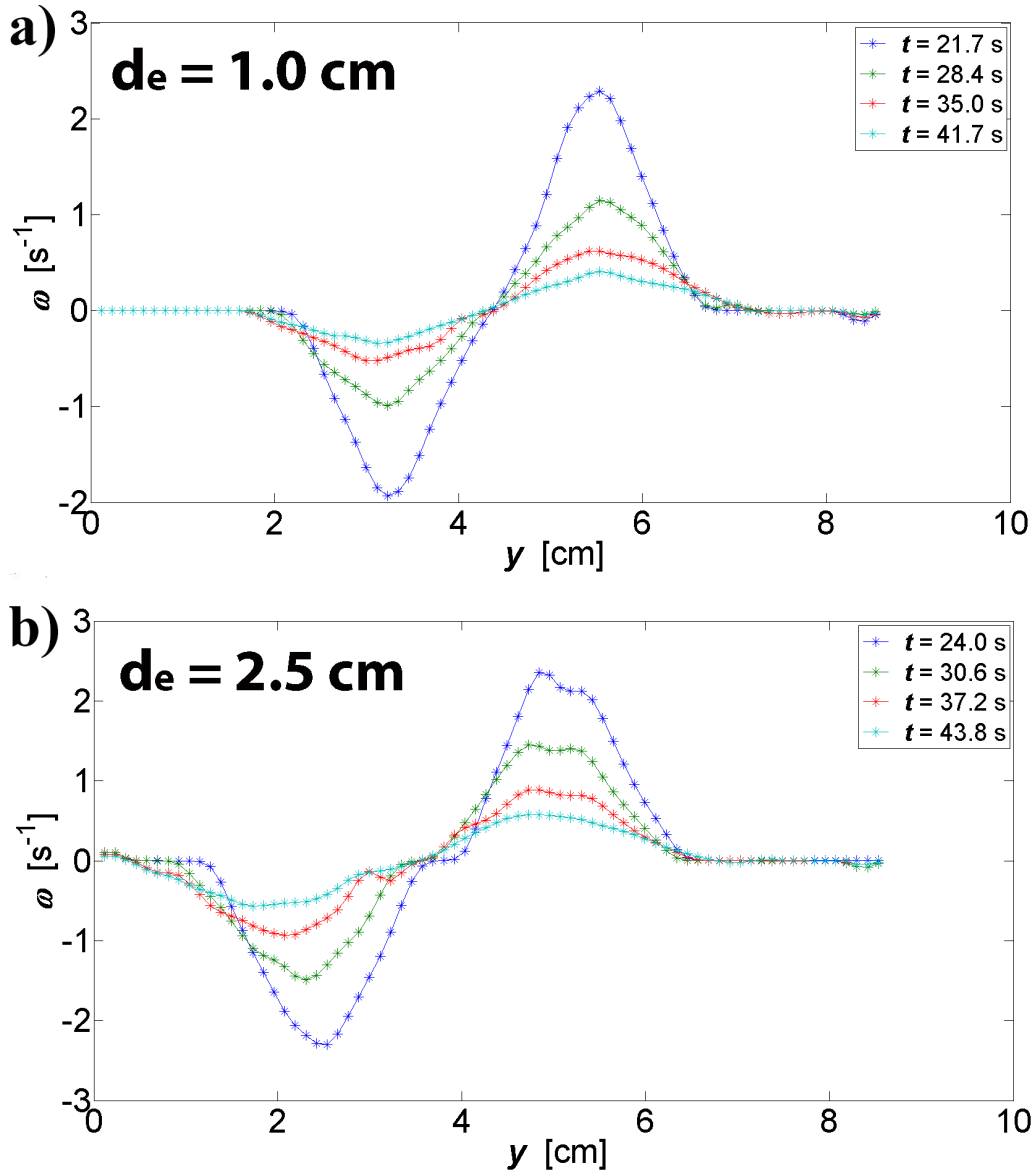 a)
d_e = 1.0 cm
t = 21.7 s
t = 28.4 s
t = 35.0 s
t = 41.7 s
3
2
1
0
-1
-2
ω [s^-1]
0 2 4 6 8 10
y [cm]
b)
d_e = 2.5 cm
t = 24.0 s
t = 30.6 s
t = 37.2 s
t = 43.8 s
3
2
1
0
-1
-2
-3
ω [s^-1]
0 2 4 6 8 10
y [cm]